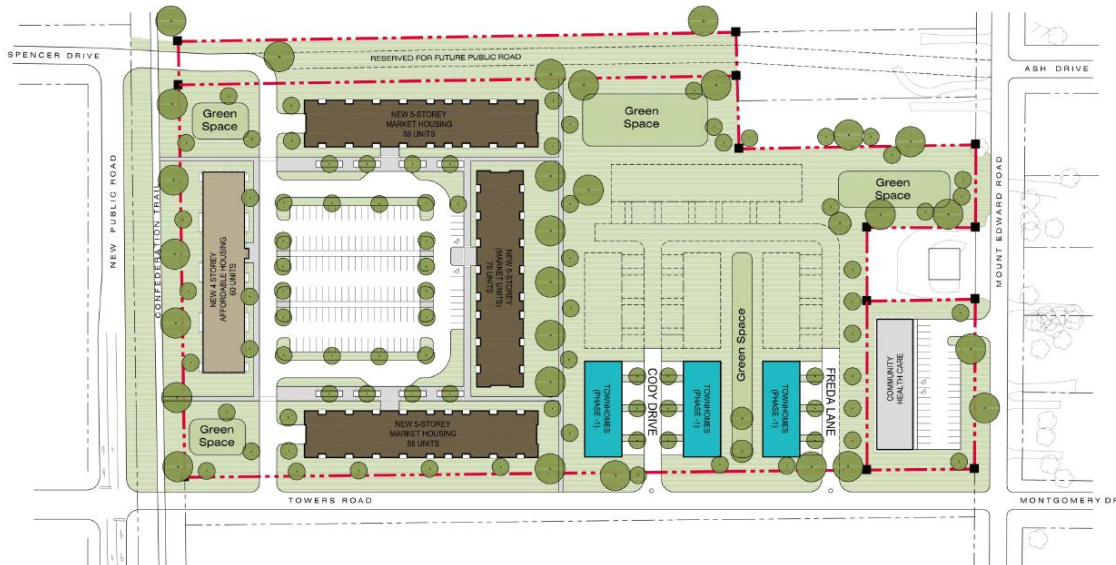 SPENCER DRIVE
RESERVED FOR FUTURE PUBLIC ROAD
ASH DRIVE
Green
Space
NEW 5-STOREY
MARKET HOUSING
88 UNITS
Green
Space
Green
Space
NEW PUBLIC ROAD
CONFEDERATION TRAIL
NEW 4 STOREY
AFFORDABLE HOUSING
60 UNITS
NEW 5-STOREY
(MARKET UNITS)
78 UNITS
MOUNT EDWARD ROAD
Green Space
TOWNHOMES
(PHASE -1)
CODY DRIVE
TOWNHOMES
(PHASE -1)
TOWNHOMES
(PHASE -1)
FREDA LANE
COMMUNITY
HEALTH CARE
Green
Space
NEW 5-STOREY
MARKET HOUSING
88 UNITS
TOWERS ROAD
MONTGOMERY DR